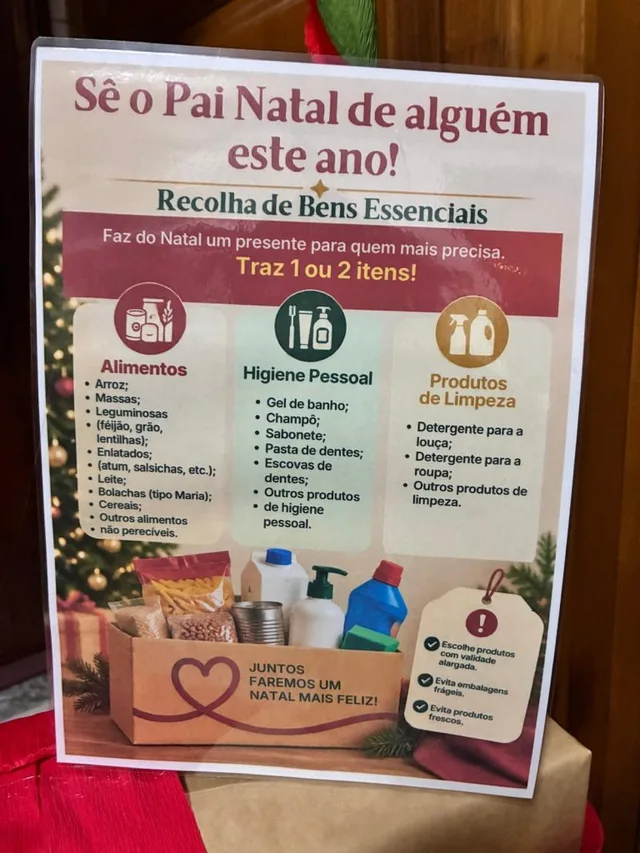 Sê o Pai Natal de alguém
este ano!
Recolha de Bens Essenciais
Faz do Natal um presente para quem mais precisa.
Traz 1 ou 2 itens!
Alimentos
• Arroz;
• Massas;
• Leguminosas
• (féijão, grão,
lentilhas);
• Enlatados;
• (atum, salsichas, etc.);
• Leite;
• Bolachas (tipo Maria);
• Cereais;
• Outros alimentos
• não perecíveis.
Higiene Pessoal
• Gel de banho;
• Champô;
• Sabonete;
• Pasta de dentes;
• Escovas de
dentes;
• Outros produtos
• de higiene
pessoal.
Produtos
de Limpeza
• Detergente para a
louça;
• Detergente para a
roupa;
• Outros produtos de
limpeza.
JUNTOS
FAREMOS UM
NATAL MAIS FELIZ!
!
Escolhe produtos
com validade
alargada.
Evita embalagens
frágeis.
Evita produtos
frescos.